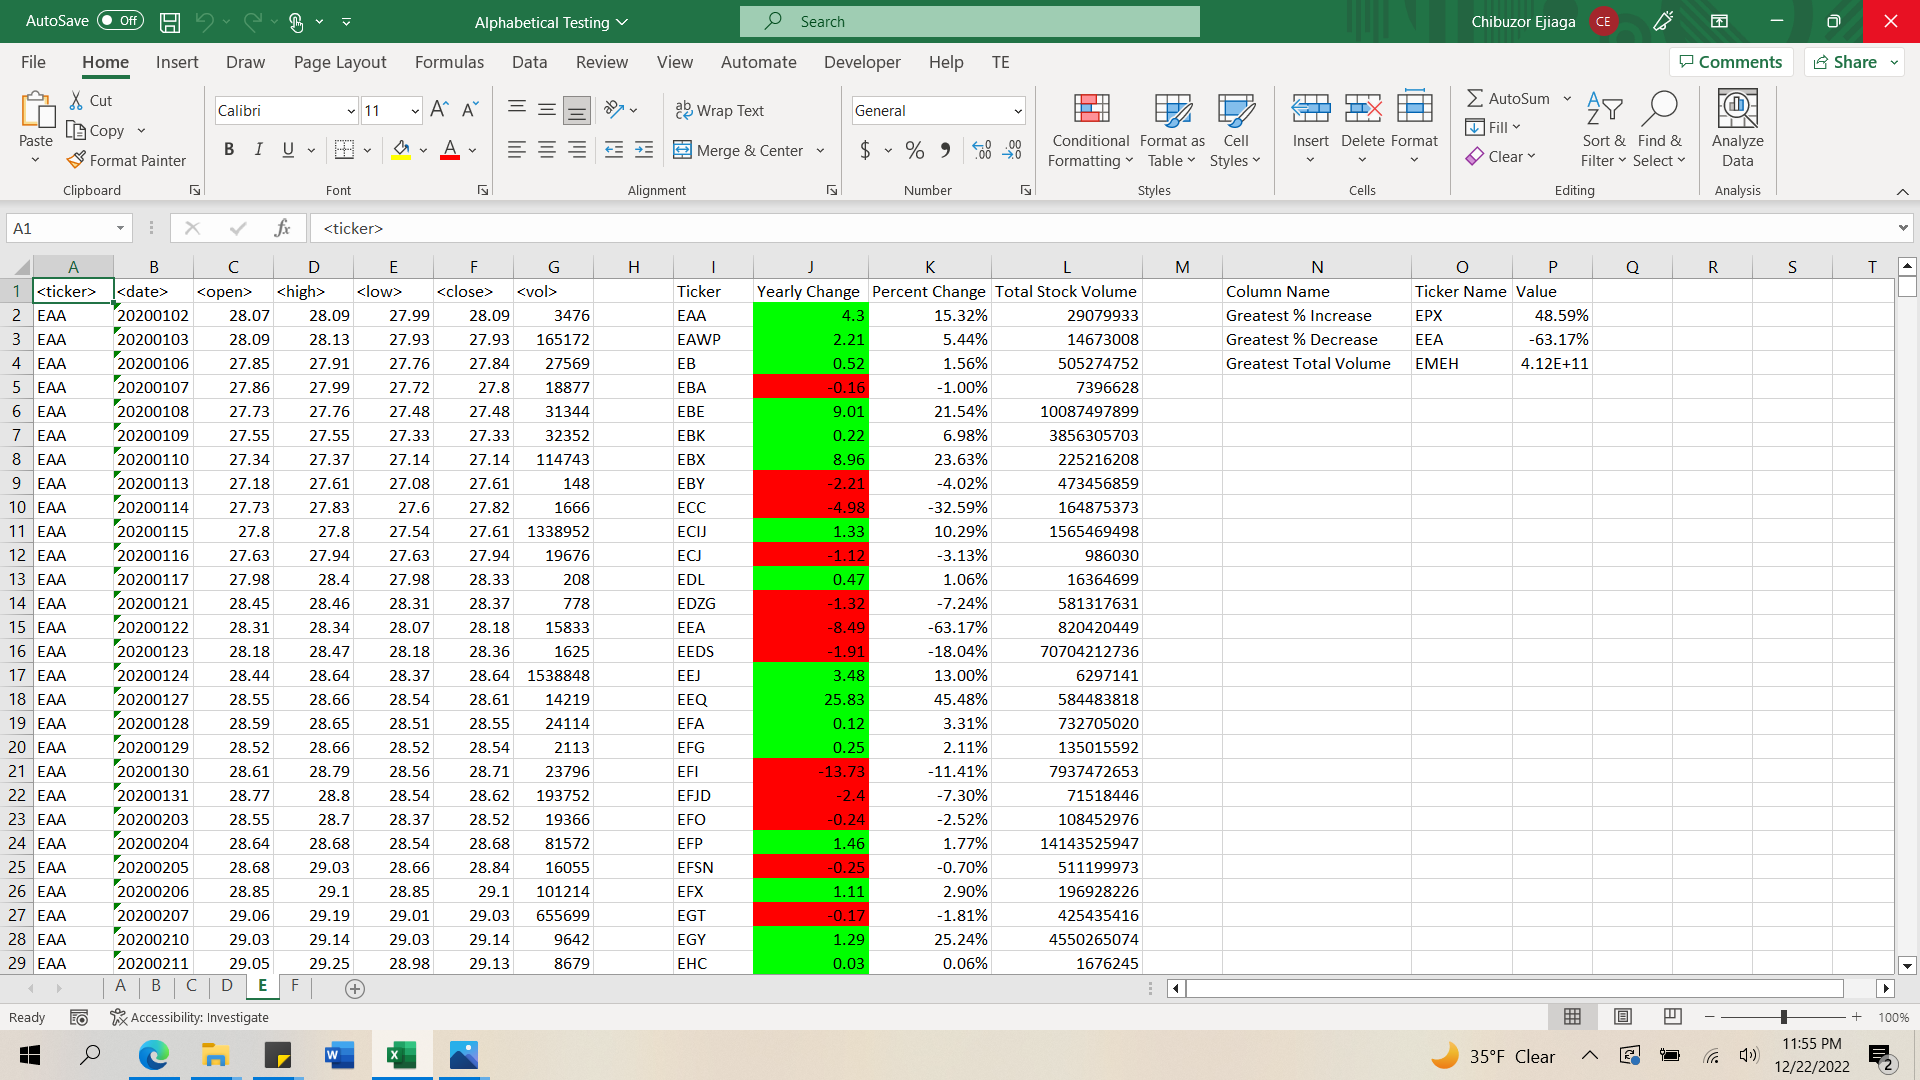 AutoSave Off Alphabetical Testing Search Chibuzor Ejiaga CE
File Home Insert Draw Page Layout Formulas Data Review View Automate Developer Help TE Comments Share
Paste Cut Copy Format Painter Clipboard
Calibri 11 B I U A Font
Wrap Text Merge & Center Alignment
General $ % Number
Conditional Formatting Format as Table Cell Styles Styles
Insert Delete Format Cells
AutoSum Fill Clear Sort & Filter Find & Select Editing
Analyze Data Analysis
A1 fx <ticker>
A B C D E F G H I J K L M N O P Q R S T
1 <ticker> <date> <open> <high> <low> <close> <vol> Ticker Yearly Change Percent Change Total Stock Volume Column Name Ticker Name Value
2 EAA 20200102 28.07 28.09 27.99 28.09 3476 EAA 4.3 15.32% 29079933 Greatest % Increase EPX 48.59%
3 EAA 20200103 28.09 28.13 27.93 27.93 165172 EAWP 2.21 5.44% 14673008 Greatest % Decrease EEA -63.17%
4 EAA 20200106 27.85 27.91 27.76 27.84 27569 EB 0.52 1.56% 505274752 Greatest Total Volume EMEH 4.12E+11
5 EAA 20200107 27.86 27.99 27.72 27.8 18877 EBA -0.16 -1.00% 7396628
6 EAA 20200108 27.73 27.76 27.48 27.48 31344 EBE 9.01 21.54% 10087497899
7 EAA 20200109 27.55 27.55 27.33 27.33 32352 EBK 0.22 6.98% 3856305703
8 EAA 20200110 27.34 27.37 27.14 27.14 114743 EBX 8.96 23.63% 225216208
9 EAA 20200113 27.18 27.61 27.08 27.61 148 EBY -2.21 -4.02% 473456859
10 EAA 20200114 27.73 27.83 27.6 27.82 1666 ECC -4.98 -32.59% 164875373
11 EAA 20200115 27.8 27.8 27.54 27.61 1338952 ECIJ 1.33 10.29% 1565469498
12 EAA 20200116 27.63 27.94 27.63 27.94 19676 ECJ -1.12 -3.13% 986030
13 EAA 20200117 27.98 28.4 27.98 28.33 208 EDL 0.47 1.06% 16364699
14 EAA 20200121 28.45 28.46 28.31 28.37 778 EDZG -1.32 -7.24% 581317631
15 EAA 20200122 28.31 28.34 28.07 28.18 15833 EEA -8.49 -63.17% 820420449
16 EAA 20200123 28.18 28.47 28.18 28.36 1625 EEDS -1.91 -18.04% 70704212736
17 EAA 20200124 28.44 28.64 28.37 28.64 1538848 EEJ 3.48 13.00% 6297141
18 EAA 20200127 28.55 28.66 28.54 28.61 14219 EEQ 25.83 45.48% 584483818
19 EAA 20200128 28.59 28.65 28.51 28.55 24114 EFA 0.12 3.31% 732705020
20 EAA 20200129 28.52 28.66 28.52 28.54 2113 EFG 0.25 2.11% 135015592
21 EAA 20200130 28.61 28.79 28.56 28.71 23796 EFI -13.73 -11.41% 7937472653
22 EAA 20200131 28.77 28.8 28.54 28.62 193752 EFJD -2.4 -7.30% 71518446
23 EAA 20200203 28.55 28.7 28.37 28.52 19366 EFO -0.24 -2.52% 108452976
24 EAA 20200204 28.64 28.68 28.54 28.68 81572 EFP 1.46 1.77% 14143525947
25 EAA 20200205 28.68 29.03 28.66 28.84 16055 EFSN -0.25 -0.70% 511199973
26 EAA 20200206 28.85 29.1 28.85 29.1 101214 EFX 1.11 2.90% 196928226
27 EAA 20200207 29.06 29.19 29.01 29.03 655699 EGT -0.17 -1.81% 425435416
28 EAA 20200210 29.03 29.14 29.03 29.14 9642 EGY 1.29 25.24% 4550265074
29 EAA 20200211 29.05 29.25 28.98 29.13 8679 EHC 0.03 0.06% 1676245
A B C D E F
Ready Accessibility: Investigate 100%
35°F Clear 11:55 PM
12/22/2022 2